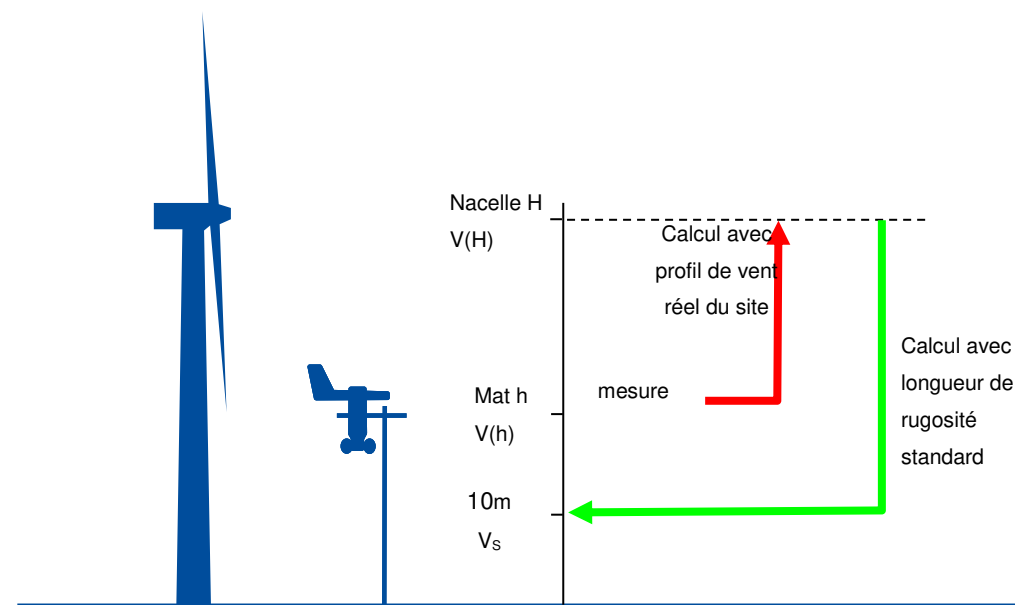 Nacelle H
V(H)
Calcul avec
profil de vent
réel du site
Calcul avec
longueur de
rugosité
standard
mesure
Mat h
V(h)
10m
Vs